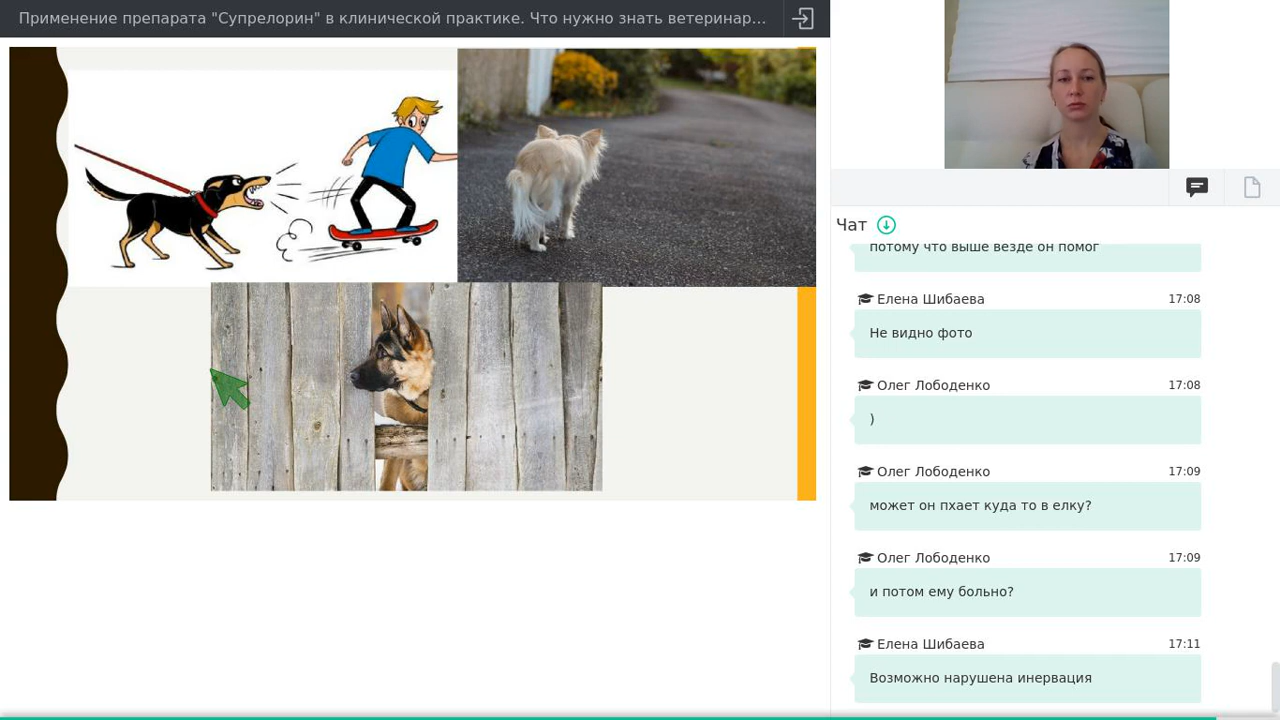 Применение препарата "Супрелорин" в клинической практике. Что нужно знать ветеринар...
Чат
потому что выше везде он помог
Елена Шибаева 17:08
Не видно фото
Олег Лободенко 17:08
)
Олег Лободенко 17:09
может он пхает куда то в елку?
Олег Лободенко 17:09
и потом ему больно?
Елена Шибаева 17:11
Возможно нарушена инервация